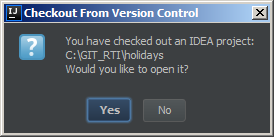 IJ Checkout From Version Control
You have checked out an IDEA project:
C:\GIT_RTI\holidays
Would you like to open it?
Yes No